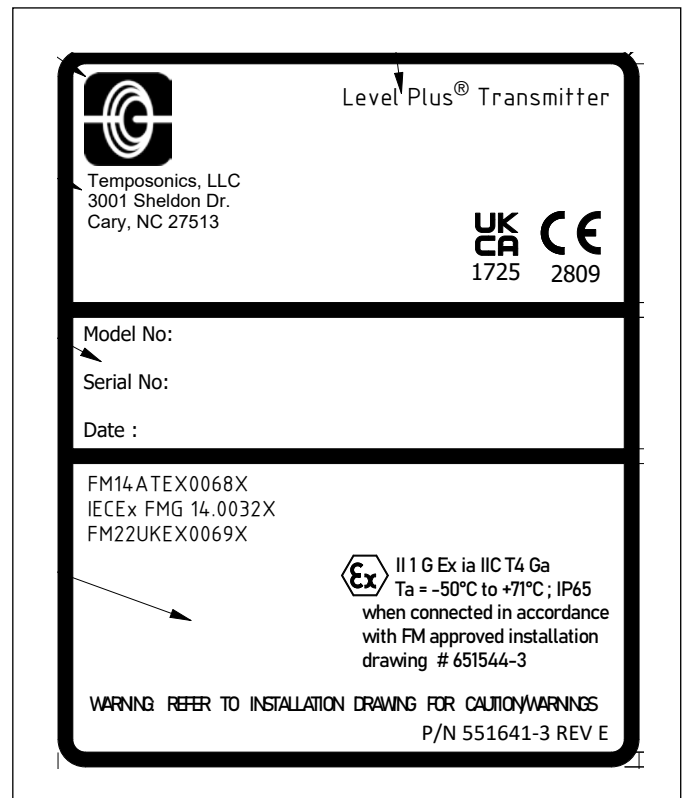 Level Plus® Transmitter
Temposonics, LLC
3001 Sheldon Dr.
Cary, NC 27513
UK
CA
CE
1725
2809
Model No:
Serial No:
Date :
FM14ATEX0068X
IECEx FMG 14.0032X
FM22UKEX0069X
Ex II 1 G Ex ia IIC T4 Ga
Ta = -50°C to +71°C ; IP65
when connected in accordance
with FM approved installation
drawing # 651544-3
WARNING: REFER TO INSTALLATION DRAWING FOR CAUTION/WARNINGS
P/N 551641-3 REV E